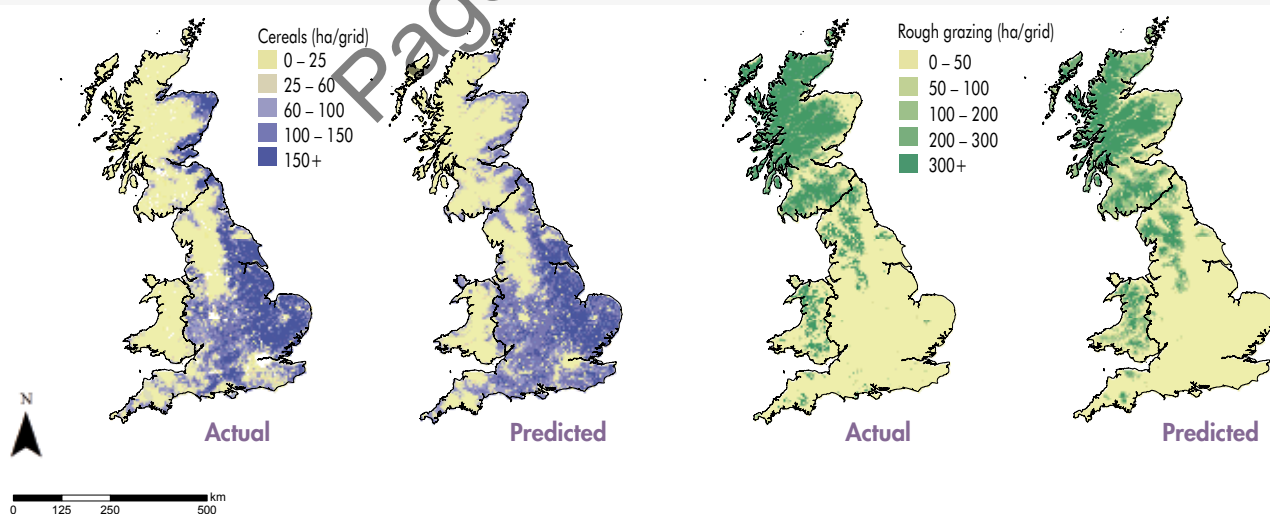 Page
Cereals (ha/grid)
0 – 25
25 – 60
60 – 100
100 – 150
150+
Rough grazing (ha/grid)
0 – 50
50 – 100
100 – 200
200 – 300
300+
Actual
Predicted
Actual
Predicted
N
km
0 125 250 500